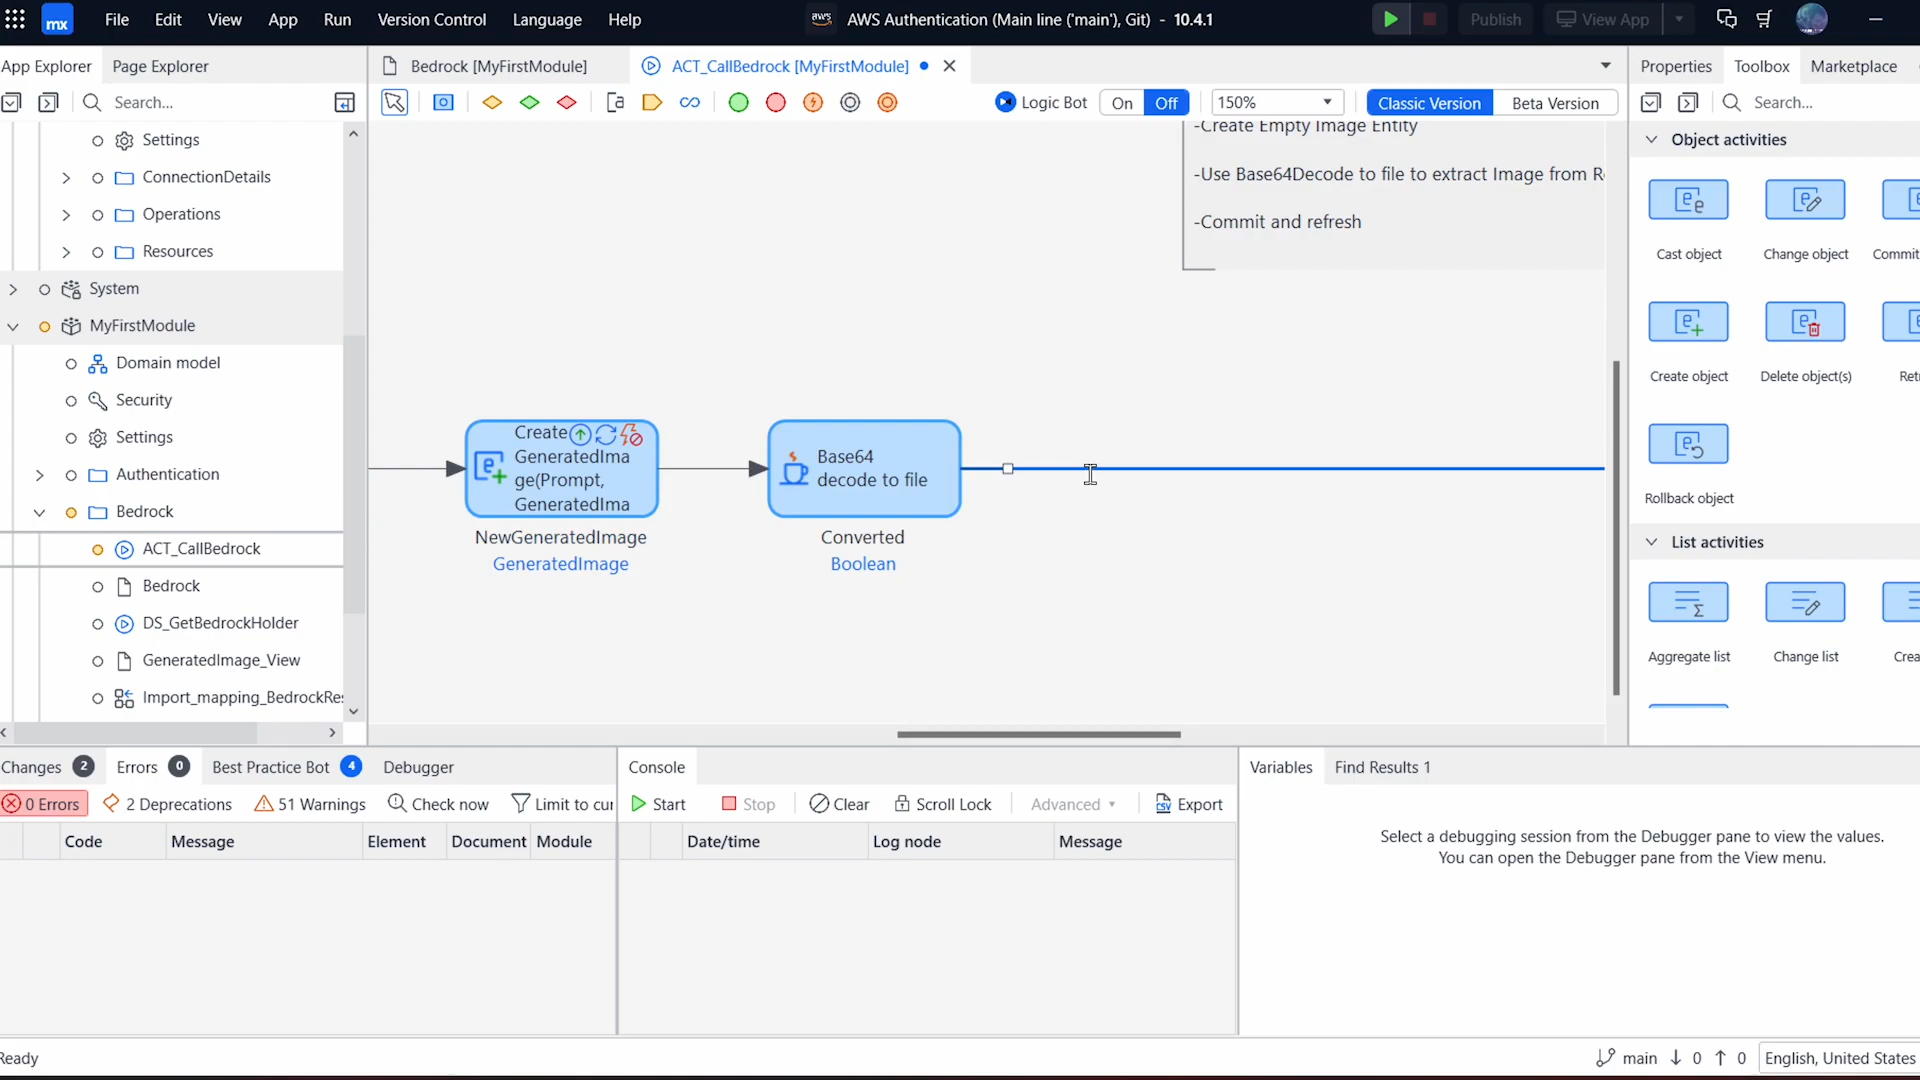 mx
File Edit View App Run Version Control Language Help
aws AWS Authentication (Main line ('main'), Git) - 10.4.1
Publish
View App
App Explorer
Page Explorer
Bedrock [MyFirstModule]
ACT_CallBedrock [MyFirstModule]
Properties
Toolbox
Marketplace
Search...
Logic Bot
On
Off
150%
Classic Version
Beta Version
Search...
Settings
ConnectionDetails
Operations
Resources
System
MyFirstModule
Domain model
Security
Settings
Authentication
Bedrock
ACT_CallBedrock
Bedrock
DS_GetBedrockHolder
GeneratedImage_View
Import_mapping_BedrockRes
-Create Empty Image Entity
-Use Base64Decode to file to extract Image from R
-Commit and refresh
Create
GeneratedIma
ge(Prompt,
GeneratedIma
NewGeneratedImage
GeneratedImage
Base64
decode to file
Converted
Boolean
Object activities
Cast object
Change object
Commit
Create object
Delete object(s)
Retr
Rollback object
List activities
Aggregate list
Change list
Crea
Changes 2
Errors 0
Best Practice Bot 4
Debugger
0 Errors
2 Deprecations
51 Warnings
Check now
Limit to cur
Code
Message
Element
Document
Module
Console
Start
Stop
Clear
Scroll Lock
Advanced
CSV Export
Date/time
Log node
Message
Variables
Find Results 1
Select a debugging session from the Debugger pane to view the values.
You can open the Debugger pane from the View menu.
Ready
main 0 0
English, United States